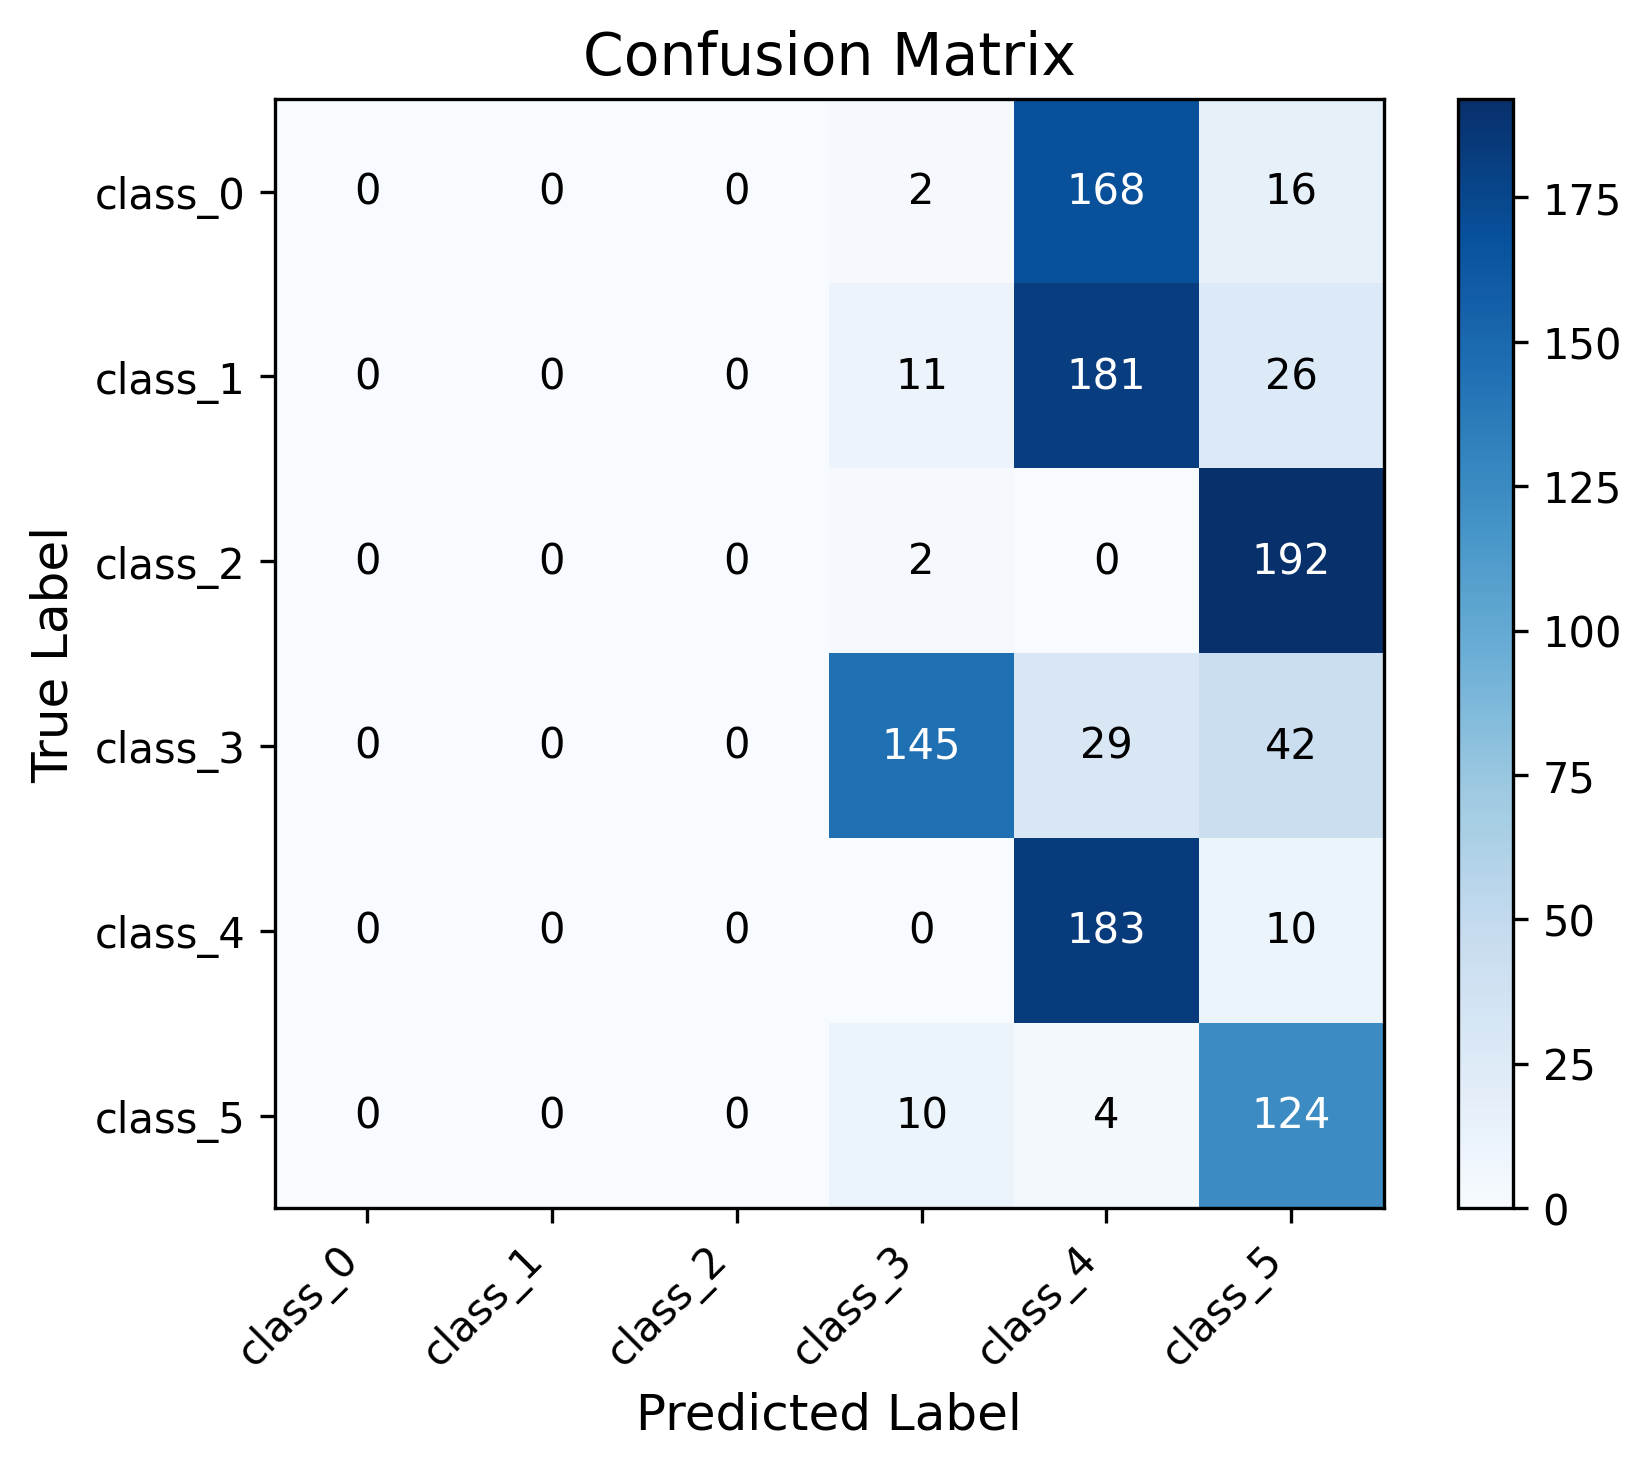 Confusion Matrix
class_0 0 0 0 2 168 16
class_1 0 0 0 11 181 26
class_2 0 0 0 2 0 192
class_3 0 0 0 145 29 42
class_4 0 0 0 0 183 10
class_5 0 0 0 10 4 124
True Label
class_0 class_1 class_2 class_3 class_4 class_5
Predicted Label
175
150
125
100
75
50
25
0